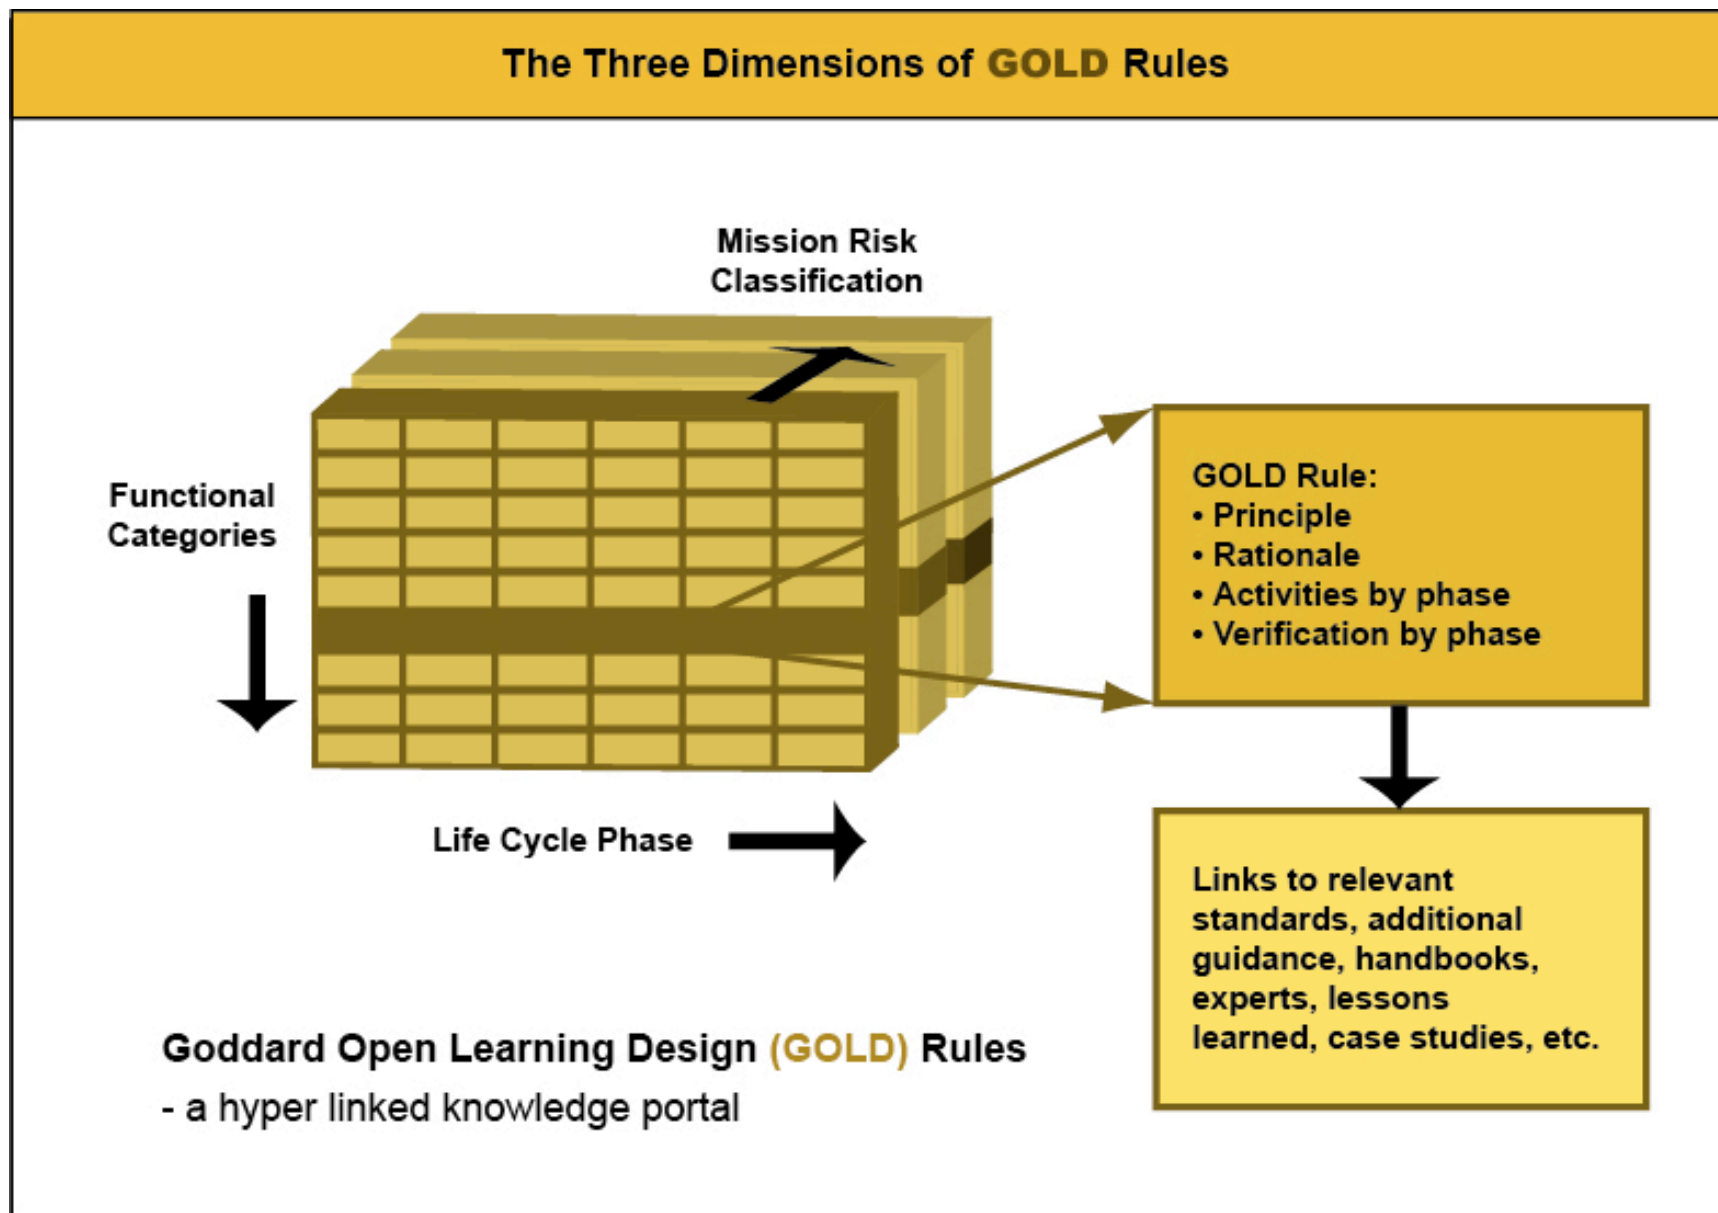 The Three Dimensions of GOLD Rules
Mission Risk
Classification
Functional
Categories
GOLD Rule:
• Principle
• Rationale
• Activities by phase
• Verification by phase
Life Cycle Phase
Links to relevant
standards, additional
guidance, handbooks,
experts, lessons
learned, case studies, etc.
Goddard Open Learning Design (GOLD) Rules
- a hyper linked knowledge portal